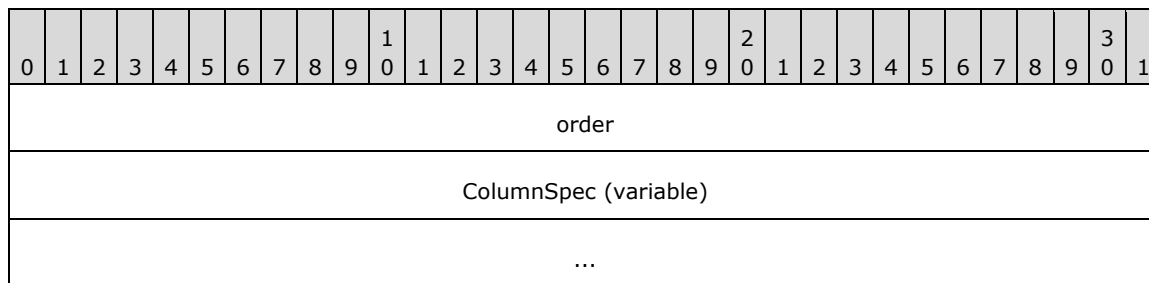 1 2 3
0 1 2 3 4 5 6 7 8 9 0 1 2 3 4 5 6 7 8 9 0 1 2 3 4 5 6 7 8 9 0 1
order
ColumnSpec (variable)
...